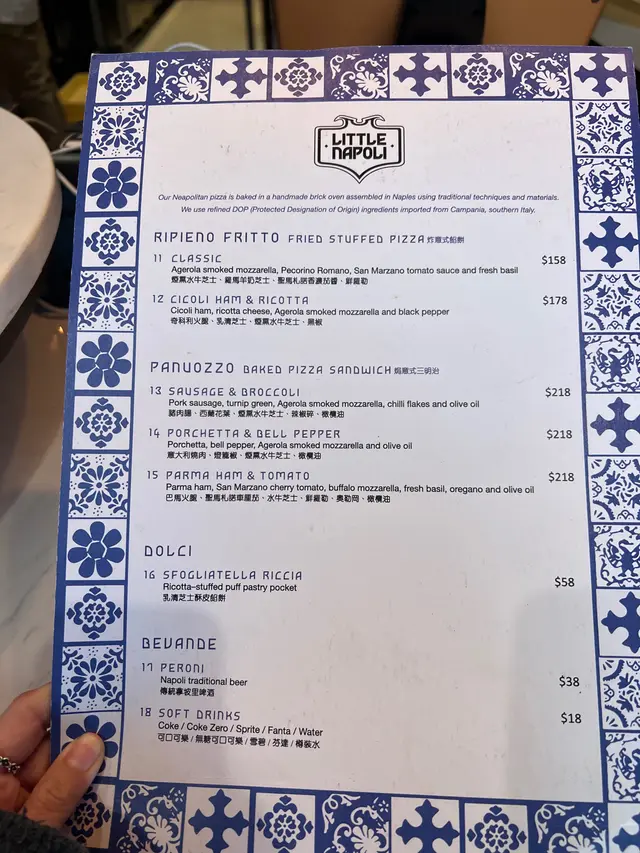 LITTLE
NAPOLI
Our Neapolitan pizza is baked in a handmade brick oven assembled in Naples using traditional techniques and materials.
We use refined DOP (Protected Designation of Origin) ingredients imported from Campania, southern Italy.
RIPIENO FRITTO FRIED STUFFED PIZZA 炸意式餡餅
11 CLASSIC $158
Agerola smoked mozzarella, Pecorino Romano, San Marzano tomato sauce and fresh basil
煙熏水牛芝士、羅馬羊奶芝士、聖馬札諾香濃茄醬、鮮羅勒
12 CICOLI HAM & RICOTTA $178
Cicoli ham, ricotta cheese, Agerola smoked mozzarella and black pepper
奇科利火腿、乳清芝士、煙熏水牛芝士、黑椒
PANUOZZO BAKED PIZZA SANDWICH 焗意式三明治
13 SAUSAGE & BROCCOLI $218
Pork sausage, turnip green, Agerola smoked mozzarella, chilli flakes and olive oil
豬肉腸、西蘭花葉、煙熏水牛芝士、辣椒碎、橄欖油
14 PORCHETTA & BELL PEPPER $218
Porchetta, bell pepper, Agerola smoked mozzarella and olive oil
意大利燒肉、燈籠椒、煙熏水牛芝士、橄欖油
15 PARMA HAM & TOMATO $218
Parma ham, San Marzano cherry tomato, buffalo mozzarella, fresh basil, oregano and olive oil
巴馬火腿、聖馬札諾車厘茄、水牛芝士、鮮羅勒、奧勒岡、橄欖油
DOLCI
16 SFOGLIATELLA RICCIA $58
Ricotta-stuffed puff pastry pocket
乳清芝士酥皮餡餅
BEVANDE
17 PERONI $38
Napoli traditional beer
傳統拿坡里啤酒
18 SOFT DRINKS $18
Coke / Coke Zero / Sprite / Fanta / Water
可口可樂 / 無糖可口可樂 / 雪碧 / 芬達 / 樽裝水